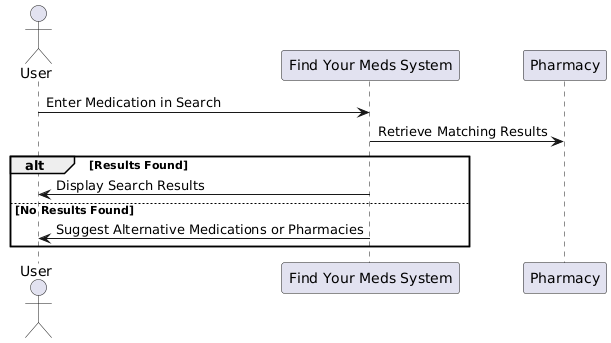 User
Find Your Meds System
Pharmacy
Enter Medication in Search
Retrieve Matching Results
alt
[Results Found]
Display Search Results
[No Results Found]
Suggest Alternative Medications or Pharmacies
User
Find Your Meds System
Pharmacy